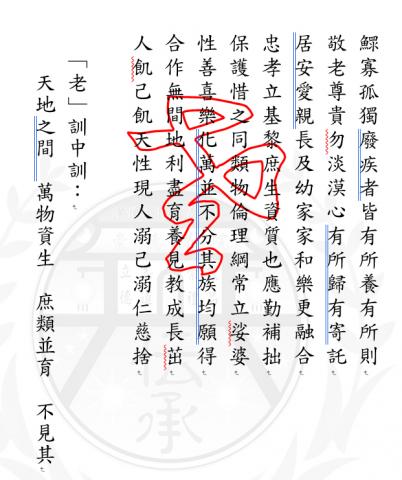 鰥寡孤獨廢疾者皆有所養有所則
敬老尊貴勿淡漠心有所歸有寄託
居安愛親長及幼家家和樂更融合
忠孝立基黎庶生資質也應勤補拙
保護惜之同類物倫理綱常立娑婆
性善喜樂化萬並不分其族均願得
合作無間地利盡育養見教成長茁
人飢己飢天性現人溺己溺仁慈捨
「老」訓中訓：
天地之間　萬物資生　庶類並育　不見其